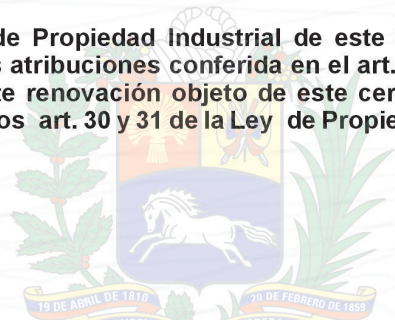 de Propiedad Industrial de este
s atribuciones conferida en el art.
te renovación objeto de este cer
os art. 30 y 31 de la Ley de Propie
19 DE ABRIL DE 1810 20 DE FEBRERO DE 1859